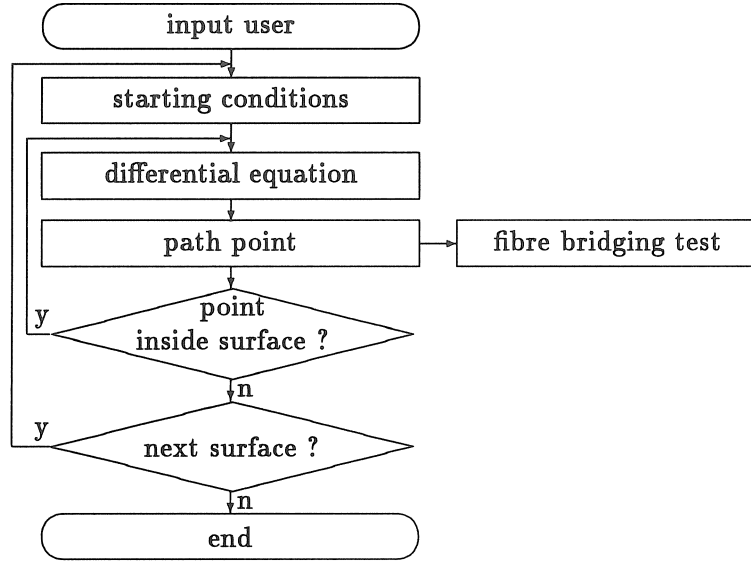 input user
starting conditions
differential equation
path point
fibre bridging test
point
inside surface ?
y
n
next surface ?
y
n
end